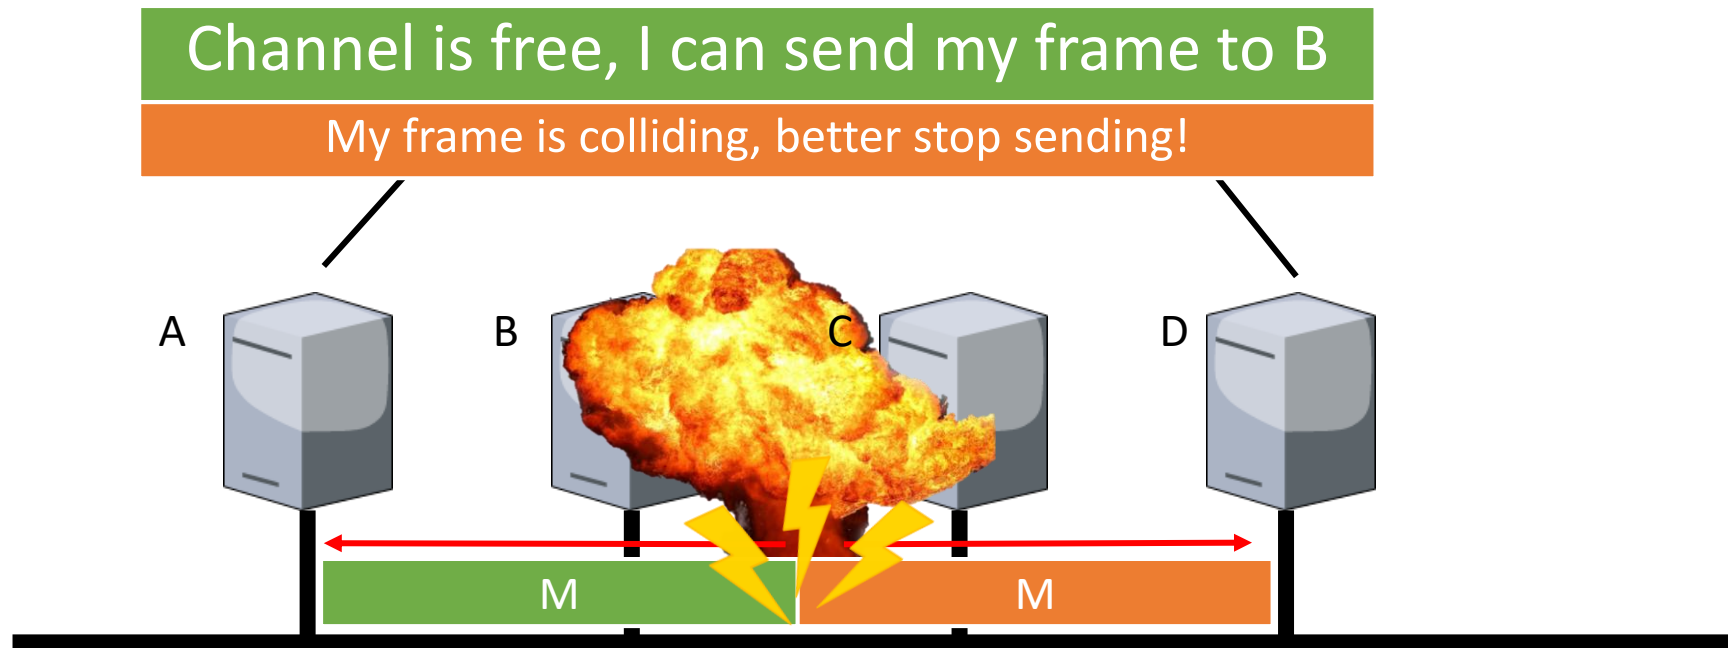 Channel is free, I can send my frame to B
My frame is colliding, better stop sending!
A
B
C
D
M
M